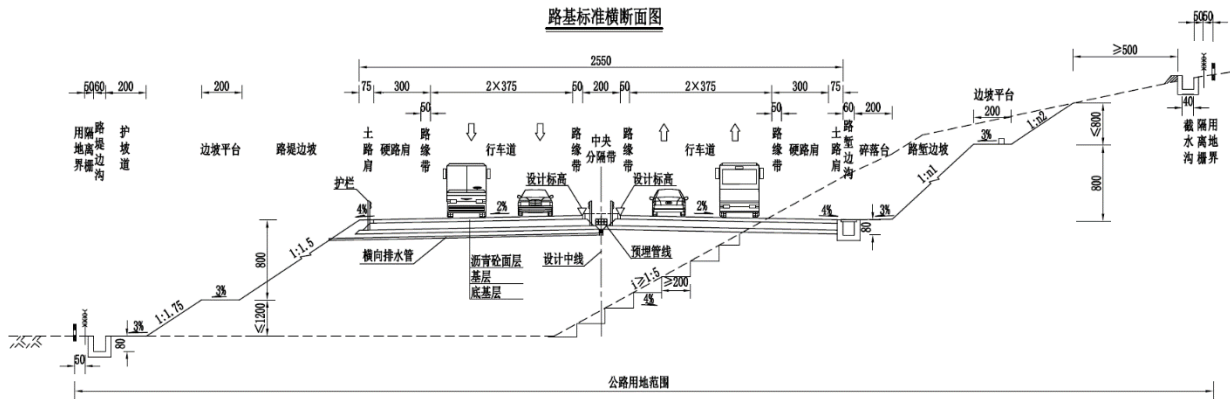 路基标准横断面图
50 50
≥500
2550
50 60 200
200
75 300
2×375
50 200 50
2×375
300 75
50
50
60 200
边坡平台
200
40
用地界
隔离栅
路堤边沟
护坡道
边坡平台
路堤边坡
土路肩
硬路肩
路缘带
行车道
路缘带
中央
分隔带
路缘带
行车道
路缘带
硬路肩
土路肩
路堑边沟
碎落台
路堑边坡
截水沟
隔离栅
用地界
3%
1:n2
≤800
1:n1
800
护栏
设计标高
设计标高
4%
2%
2%
4%
3%
80
横向排水管
沥青砼面层
基层
底基层
设计中线
预埋管线
1:1.5
800
3%
1:1.75
≤1200
3%
80
50
i≥1:5
≥200
4%
公路用地范围